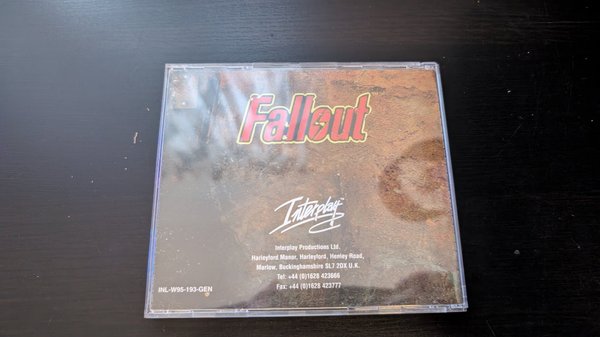 Fallout
Interplay™
Interplay Productions Ltd.
Harleyford Manor, Harleyford, Henley Road,
Marlow, Buckinghamshire SL7 2DX U.K.
Tel: +44 (0)1628 423666
Fax: +44 (0)1628 423777
INL-W95-193-GEN